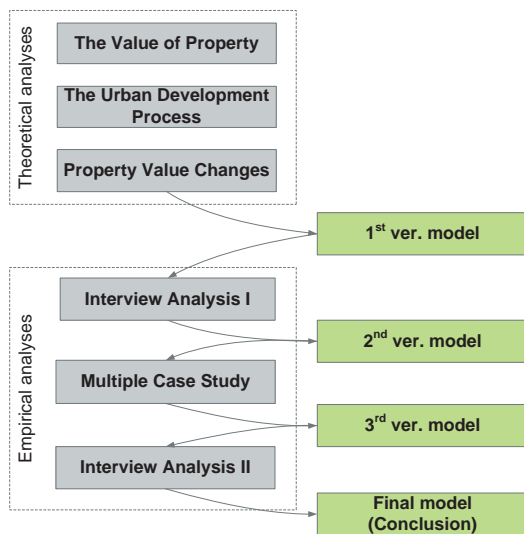 Theoretical analyses
The Value of Property
The Urban Development
Process
Property Value Changes
1st ver. model
Empirical analyses
Interview Analysis I
2nd ver. model
Multiple Case Study
3rd ver. model
Interview Analysis II
Final model
(Conclusion)